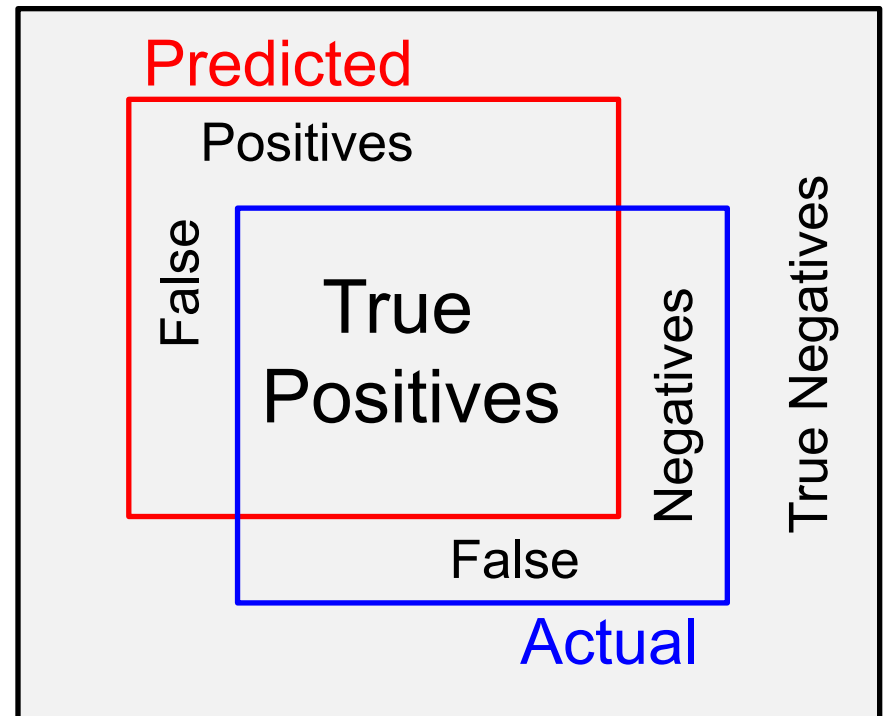 Predicted
Positives
False
True
Positives
Negatives
True Negatives
False
Actual